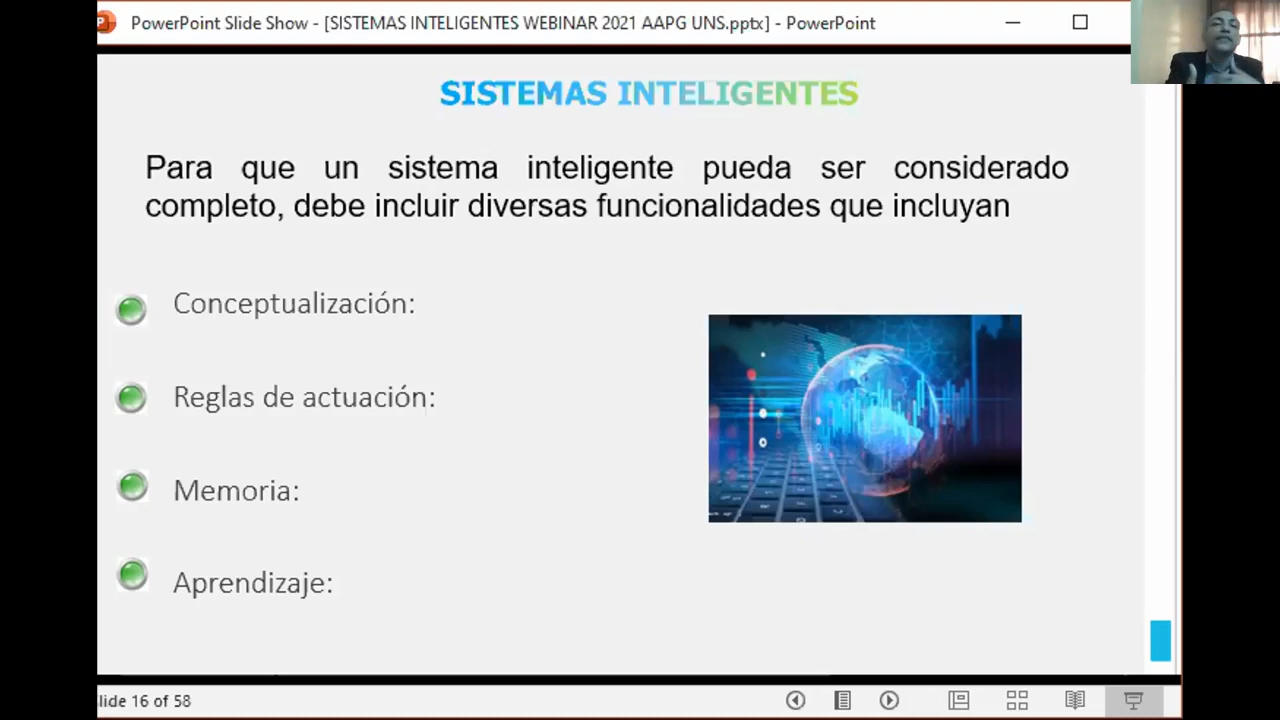 PowerPoint Slide Show - [SISTEMAS INTELIGENTES WEBINAR 2021 AAPG UNS.pptx] - PowerPoint
SISTEMAS INTELIGENTES
Para que un sistema inteligente pueda ser considerado
completo, debe incluir diversas funcionalidades que incluyan
Conceptualización:
Reglas de actuación:
Memoria:
Aprendizaje:
lide 16 of 58